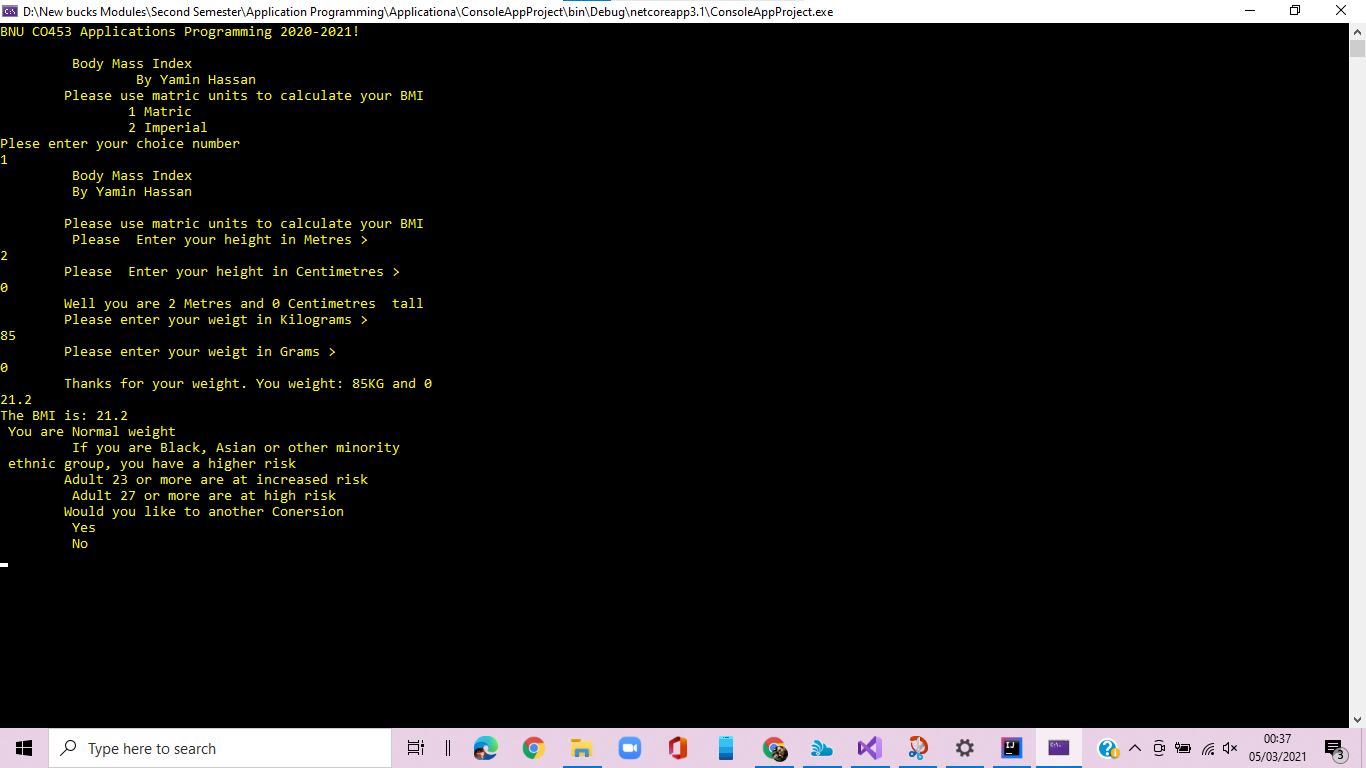 D:\New bucks Modules\Second Semester\Application Programming\Applicationa\ConsoleAppProject\bin\Debug\netcoreapp3.1\ConsoleAppProject.exe
BNU CO453 Applications Programming 2020-2021!
Body Mass Index
By Yamin Hassan
Please use matric units to calculate your BMI
1 Matric
2 Imperial
Plese enter your choice number
1
Body Mass Index
By Yamin Hassan
Please use matric units to calculate your BMI
Please  Enter your height in Metres >
2
Please  Enter your height in Centimetres >
0
Well you are 2 Metres and 0 Centimetres  tall
Please enter your weigt in Kilograms >
85
Please enter your weigt in Grams >
0
Thanks for your weight. You weight: 85KG and 0
21.2
The BMI is: 21.2
You are Normal weight
If you are Black, Asian or other minority
ethnic group, you have a higher risk
Adult 23 or more are at increased risk
Adult 27 or more are at high risk
Would you like to another Conersion
Yes
No
Type here to search
00:37
05/03/2021
3